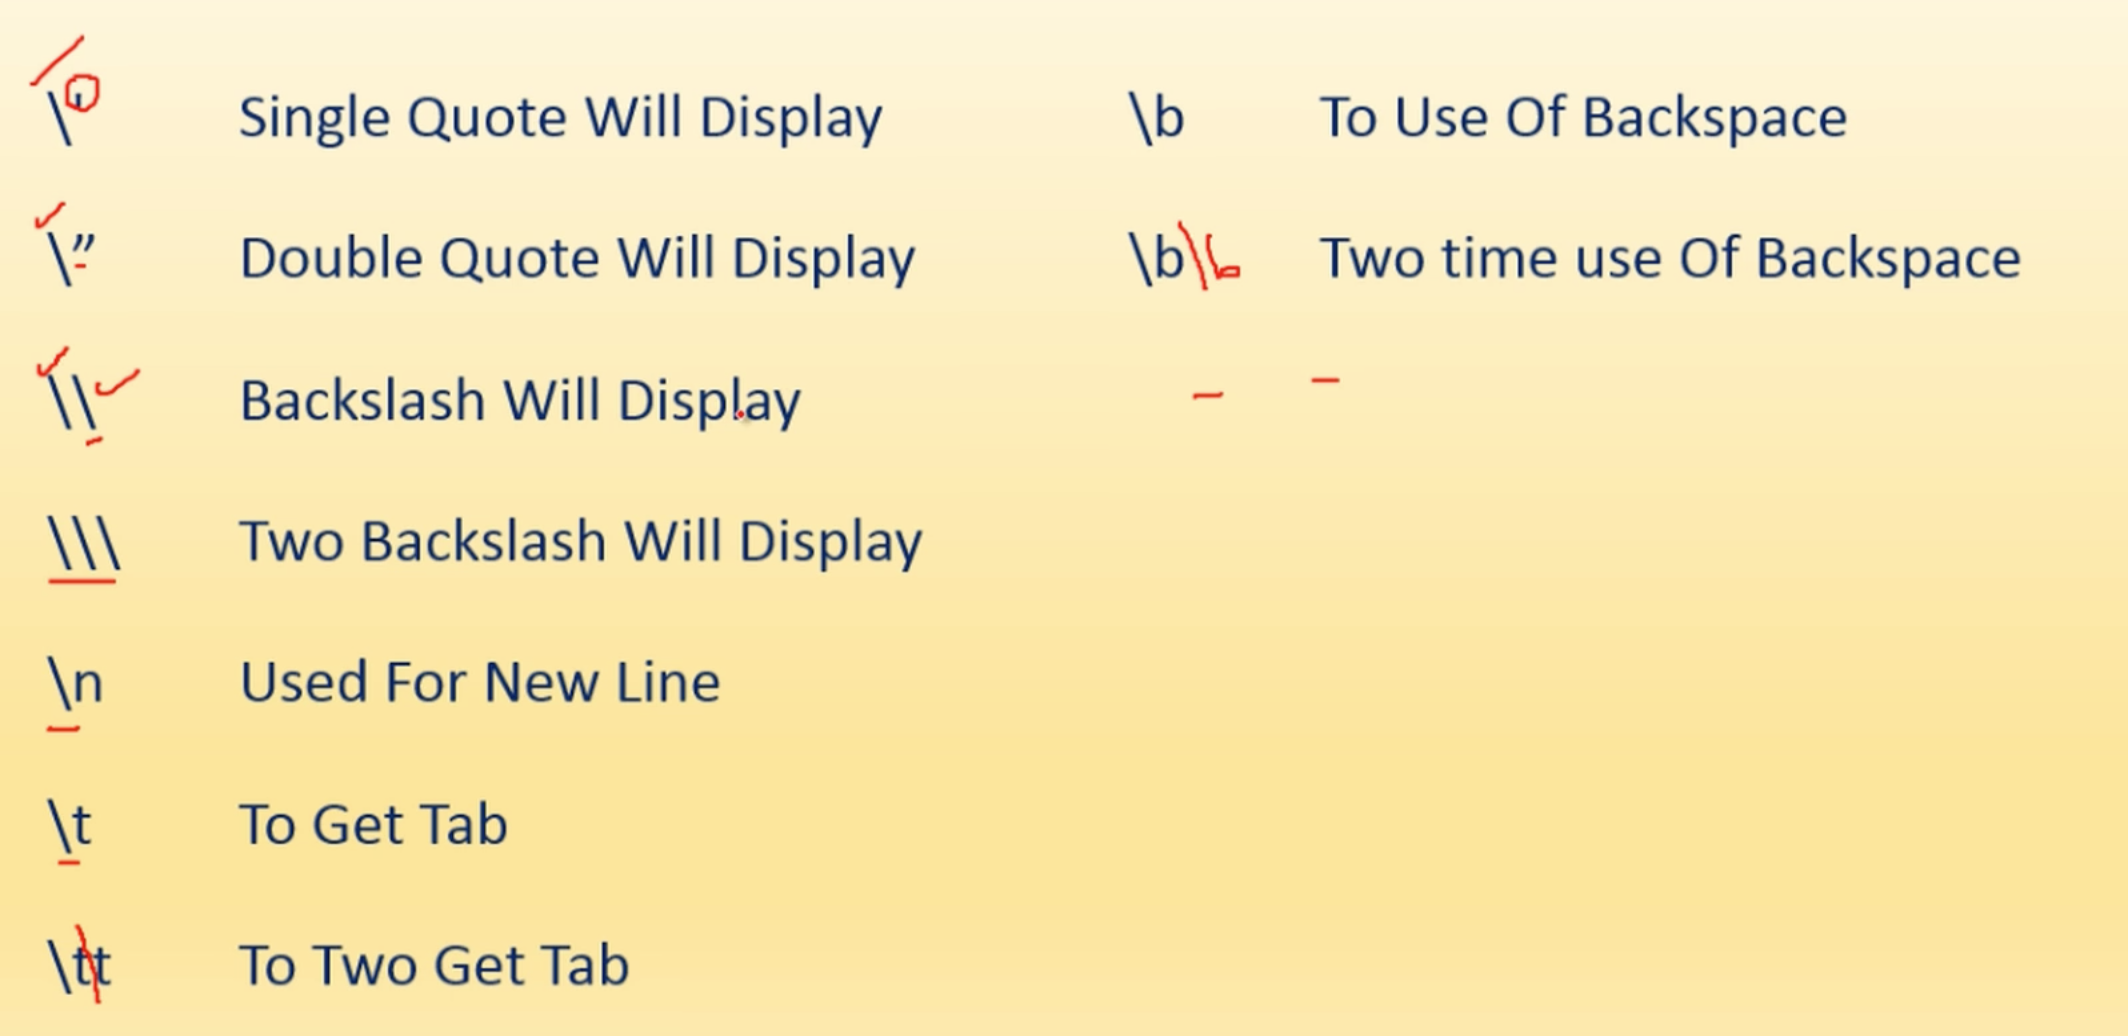 \' Single Quote Will Display
\” Double Quote Will Display
\\ Backslash Will Display
\\\ Two Backslash Will Display
\n Used For New Line
\t To Get Tab
\t\t To Two Get Tab
\b To Use Of Backspace
\b\b Two time use Of Backspace